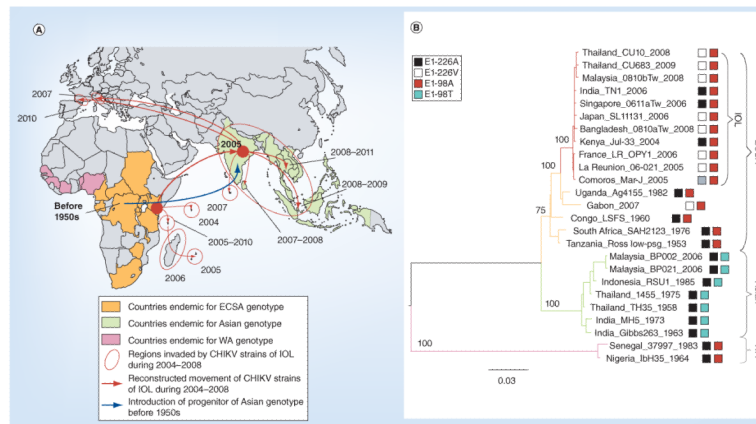 A
2007
2010
2005
2008–2011
2008–2009
Before
1950s
2007
2004
2007–2008
2005–2010
2005
2006
Countries endemic for ECSA genotype
Countries endemic for Asian genotype
Countries endemic for WA genotype
Regions invaded by CHIKV strains of IOL
during 2004–2008
Reconstructed movement of CHIKV strains
of IOL during 2004–2008
Introduction of progenitor of Asian genotype
before 1950s
B
E1-226A
E1-226V
E1-98A
E1-98T
Thailand_CU10_2008
Thailand_CU683_2009
Malaysia_0810bTw_2008
India_TN1_2006
Singapore_0611aTw_2006
Japan_SL11131_2006
Bangladesh_0810aTw_2008
Kenya_Jul-33_2004
France_LR_OPY1_2006
La Reunion_06-021_2005
Comoros_Mar-J_2005
IOL
100
Uganda_Ag4155_1982
Gabon_2007
75
Congo_LSFS_1960
South Africa_SAH2123_1976
Tanzania_Ross low-psg_1953
Malaysia_BP002_2006
Malaysia_BP021_2006
Indonesia_RSU1_1985
Thailand_1455_1975
100
Thailand_TH35_1958
India_MH5_1973
India_Gibbs263_1963
100
Senegal_37997_1983
Nigeria_IbH35_1964
0.03